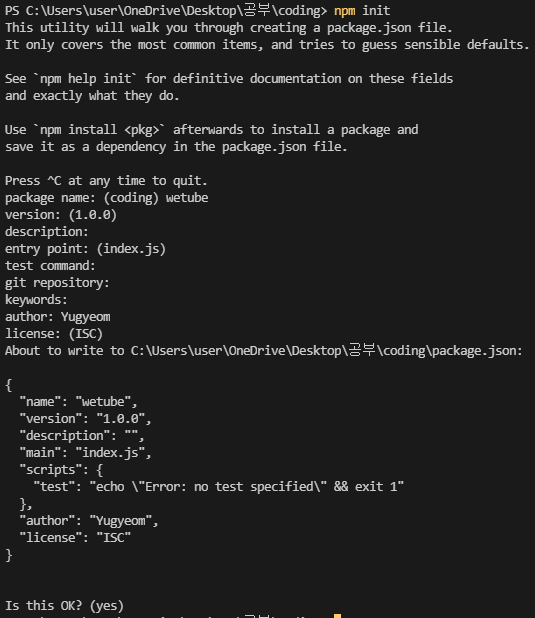 PS C:\Users\user\OneDrive\Desktop\공부\coding> npm init
This utility will walk you through creating a package.json file.
It only covers the most common items, and tries to guess sensible defaults.
See `npm help init` for definitive documentation on these fields
and exactly what they do.
Use `npm install <pkg>` afterwards to install a package and
save it as a dependency in the package.json file.
Press ^C at any time to quit.
package name: (coding) wetube
version: (1.0.0)
description:
entry point: (index.js)
test command:
git repository:
keywords:
author: Yugyeom
license: (ISC)
About to write to C:\Users\user\OneDrive\Desktop\공부\coding\package.json:
{
  "name": "wetube",
  "version": "1.0.0",
  "description": "",
  "main": "index.js",
  "scripts": {
    "test": "echo \"Error: no test specified\" && exit 1"
  },
  "author": "Yugyeom",
  "license": "ISC"
}
Is this OK? (yes)